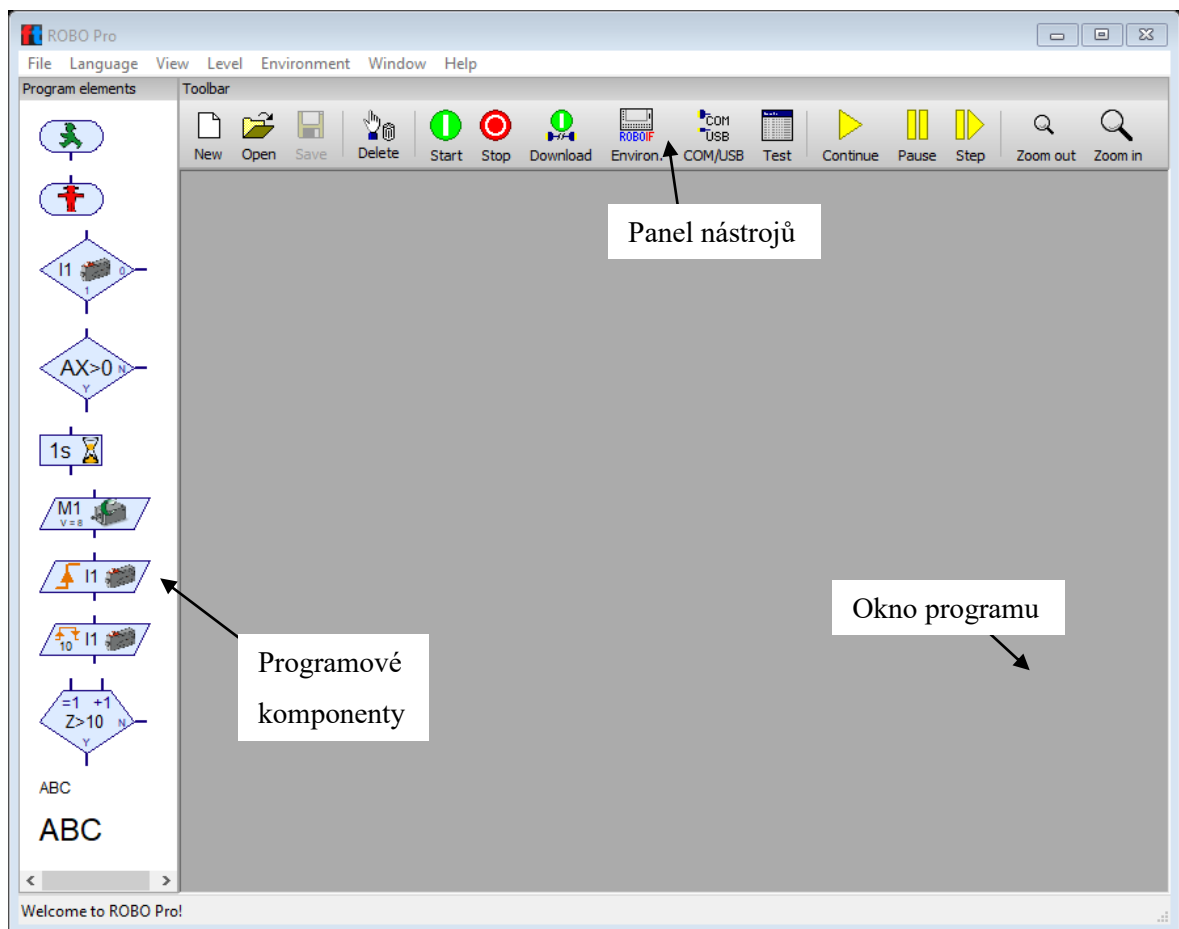 ROBO Pro
File Language View Level Environment Window Help
Program elements
Toolbar
New Open Save Delete Start Stop Download Environ. COM/USB Test Continue Pause Step Zoom out Zoom in
ROBOIF
COM
USB
Panel nástrojů
I1 0
1
AX>0 N
Y
1s
M1
V = 8
I1
10 I1
=1 +1
Z>10 N
Y
ABC
ABC
Programové
komponenty
Okno programu
Welcome to ROBO Pro!